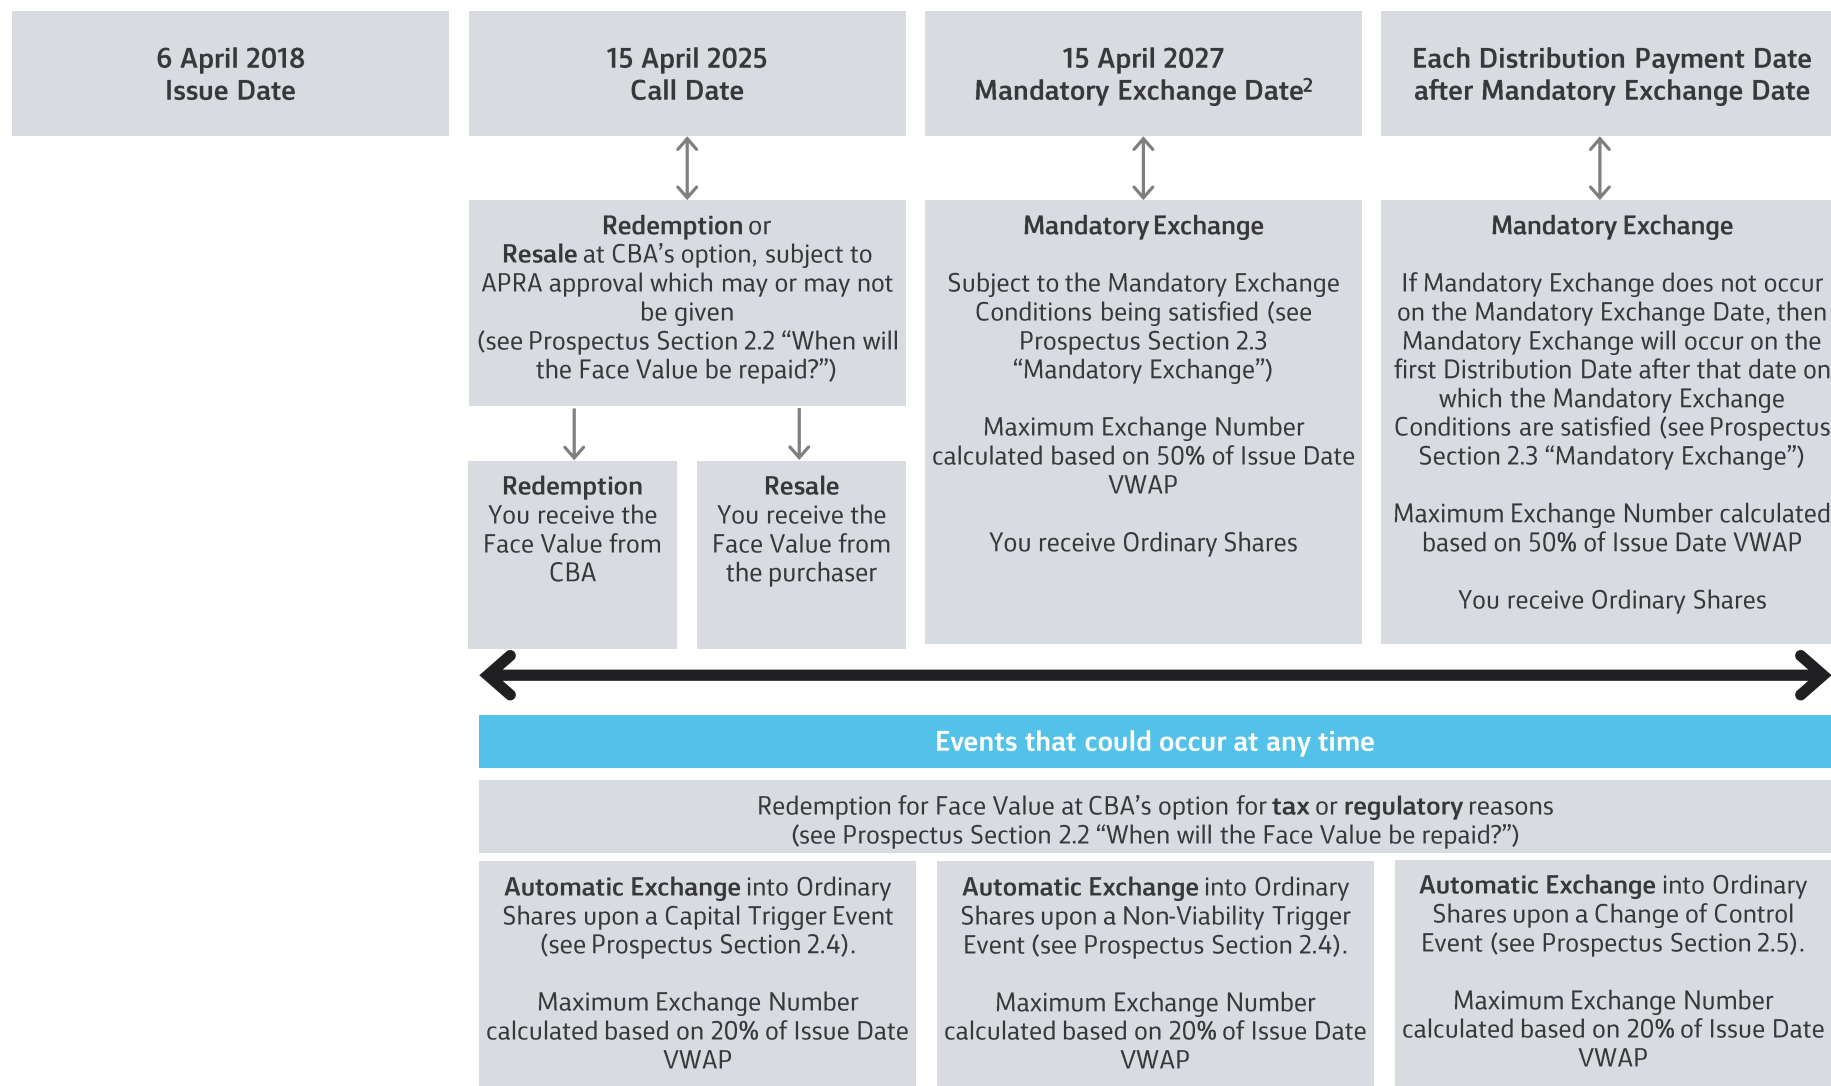 6 April 2018
Issue Date
15 April 2025
Call Date
15 April 2027
Mandatory Exchange Date²
Each Distribution Payment Date
after Mandatory Exchange Date
Redemption or
Resale at CBA’s option, subject to
APRA approval which may or may not
be given
(see Prospectus Section 2.2 “When will
the Face Value be repaid?”)
Redemption
You receive the
Face Value from
CBA
Resale
You receive the
Face Value from
the purchaser
Mandatory Exchange
Subject to the Mandatory Exchange
Conditions being satisfied (see
Prospectus Section 2.3
“Mandatory Exchange”)
Maximum Exchange Number
calculated based on 50% of Issue Date
VWAP
You receive Ordinary Shares
Mandatory Exchange
If Mandatory Exchange does not occur
on the Mandatory Exchange Date, then
Mandatory Exchange will occur on the
first Distribution Date after that date on
which the Mandatory Exchange
Conditions are satisfied (see Prospectus
Section 2.3 “Mandatory Exchange”)
Maximum Exchange Number calculated
based on 50% of Issue Date VWAP
You receive Ordinary Shares
Events that could occur at any time
Redemption for Face Value at CBA’s option for tax or regulatory reasons
(see Prospectus Section 2.2 “When will the Face Value be repaid?”)
Automatic Exchange into Ordinary
Shares upon a Capital Trigger Event
(see Prospectus Section 2.4).
Maximum Exchange Number
calculated based on 20% of Issue Date
VWAP
Automatic Exchange into Ordinary
Shares upon a Non-Viability Trigger
Event (see Prospectus Section 2.4).
Maximum Exchange Number
calculated based on 20% of Issue Date
VWAP
Automatic Exchange into Ordinary
Shares upon a Change of Control
Event (see Prospectus Section 2.5).
Maximum Exchange Number
calculated based on 20% of Issue Date
VWAP